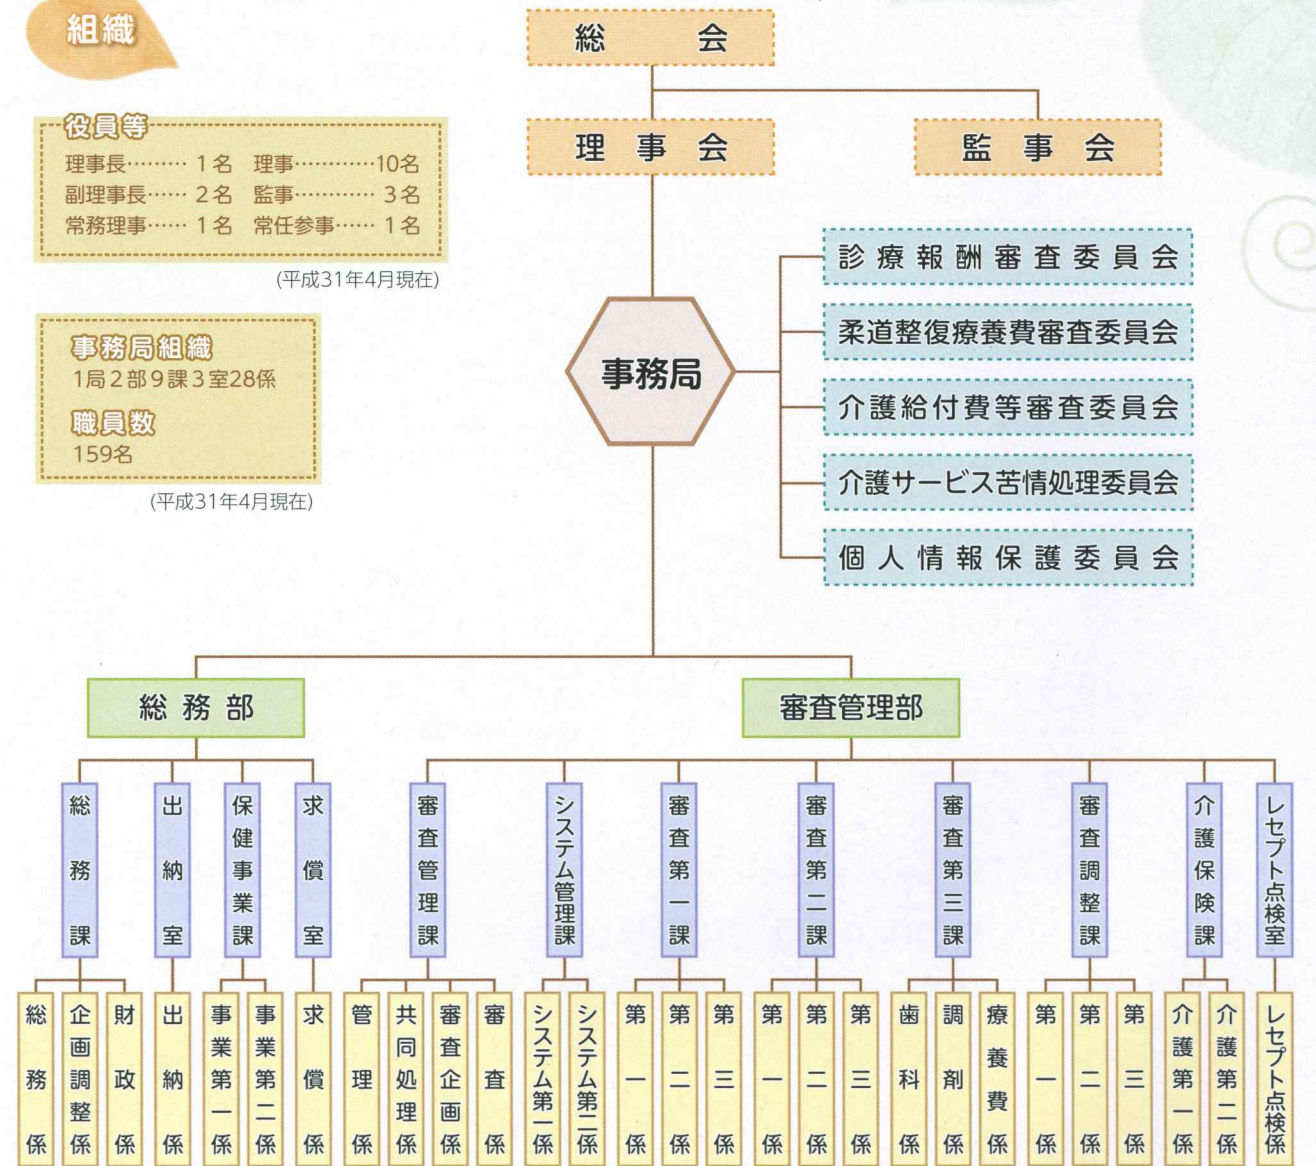 組織
総会
理事会
監事会
役員等
理事長……… 1名 理事…………10名
副理事長…… 2名 監事………… 3名
常務理事…… 1名 常任参事…… 1名
(平成31年4月現在)
事務局組織
1局2部9課3室28係
職員数
159名
(平成31年4月現在)
事務局
診療報酬審査委員会
柔道整復療養費審査委員会
介護給付費等審査委員会
介護サービス苦情処理委員会
個人情報保護委員会
総務部
審査管理部
総務課
出納室
保健事業課
求償室
審査管理課
システム管理課
審査第一課
審査第二課
審査第三課
審査調整課
介護保険課
レセプト点検室
総務係
企画調整係
財政係
出納係
事業第一係
事業第二係
求償係
管理係
共同処理係
審査企画係
審査係
システム第一係
システム第二係
第一係
第二係
第三係
第一係
第二係
第三係
歯科係
調剤係
療養費係
第一係
第二係
第三係
介護第一係
介護第二係
レセプト点検係